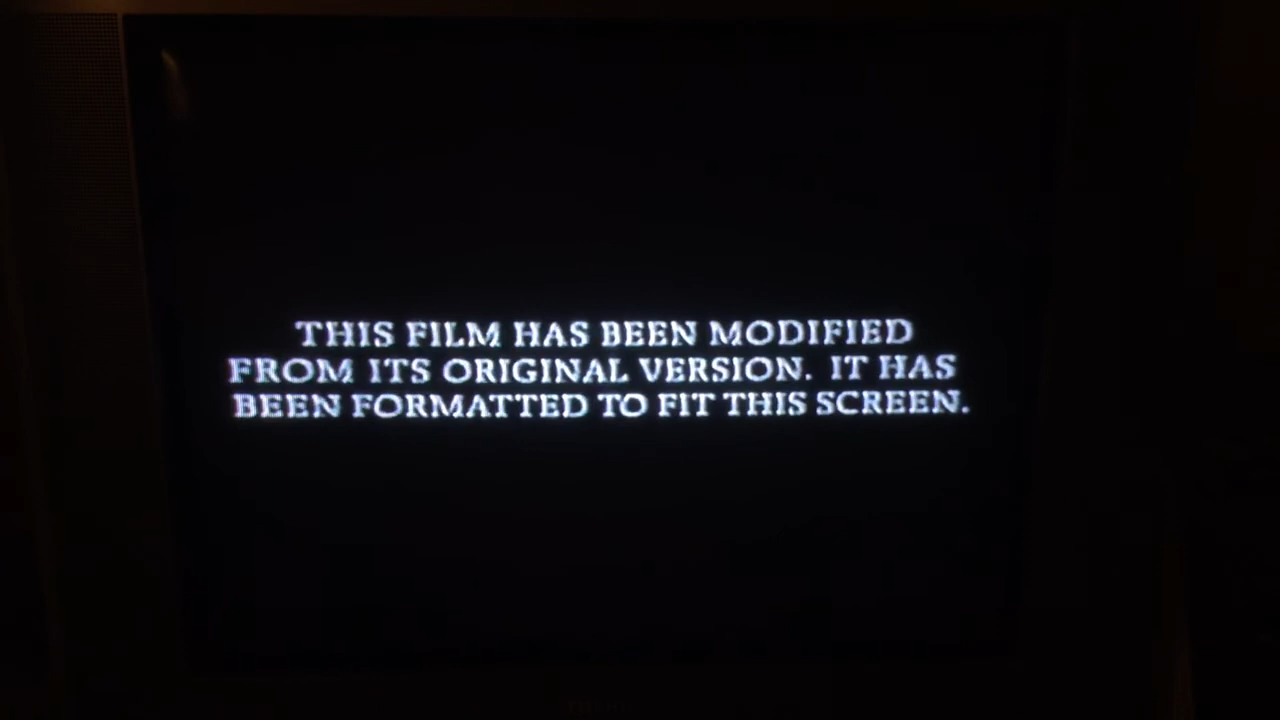 THIS FILM HAS BEEN MODIFIED
FROM ITS ORIGINAL VERSION. IT HAS
BEEN FORMATTED TO FIT THIS SCREEN.